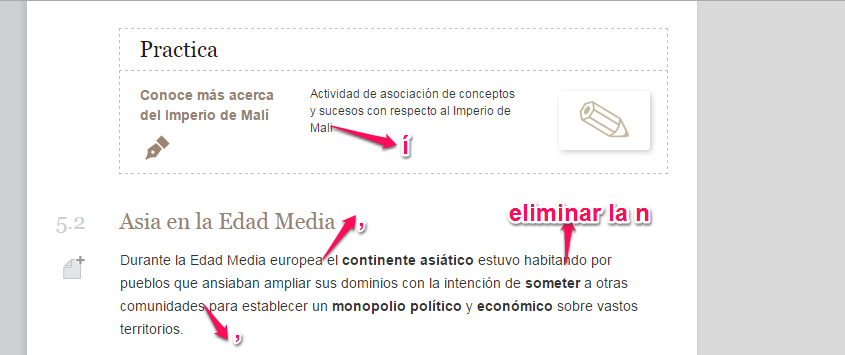 Practica
Conoce más acerca
del Imperio de Malí
Actividad de asociación de conceptos
y sucesos con respecto al Imperio de
Mali
í
5.2
Asia en la Edad Media
,
eliminar la n
Durante la Edad Media europea el continente asiático estuvo habitando por
pueblos que ansiaban ampliar sus dominios con la intención de someter a otras
comunidades para establecer un monopolio político y económico sobre vastos
territorios.
,